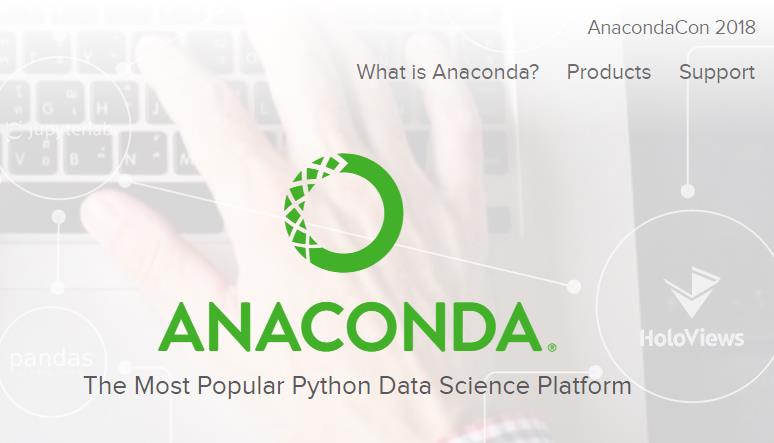 AnacondaCon 2018
What is Anaconda? Products Support
jupyterlab
ANACONDA®
HoloViews
pandas
The Most Popular Python Data Science Platform